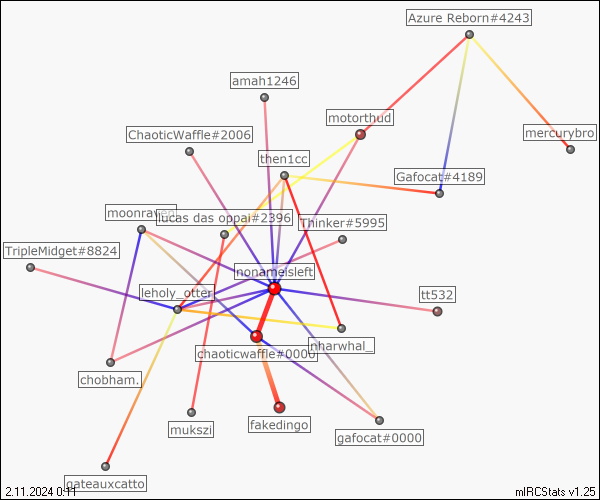 Azure Reborn#4243
amah1246
motorthud
ChaoticWaffle#2006
mercurybro
then1cc
Gafocat#4189
moonraven
lucas das oppai#2396
Thinker#5995
TripleMidget#8824
nonameisleft
leholy_otter
tt532
nharwhal_
chaoticwaffle#0000
chobham.
fakedingo
mukszi
gafocat#0000
gateauxcatto
2.11.2024 0:11
mIRCStats v1.25